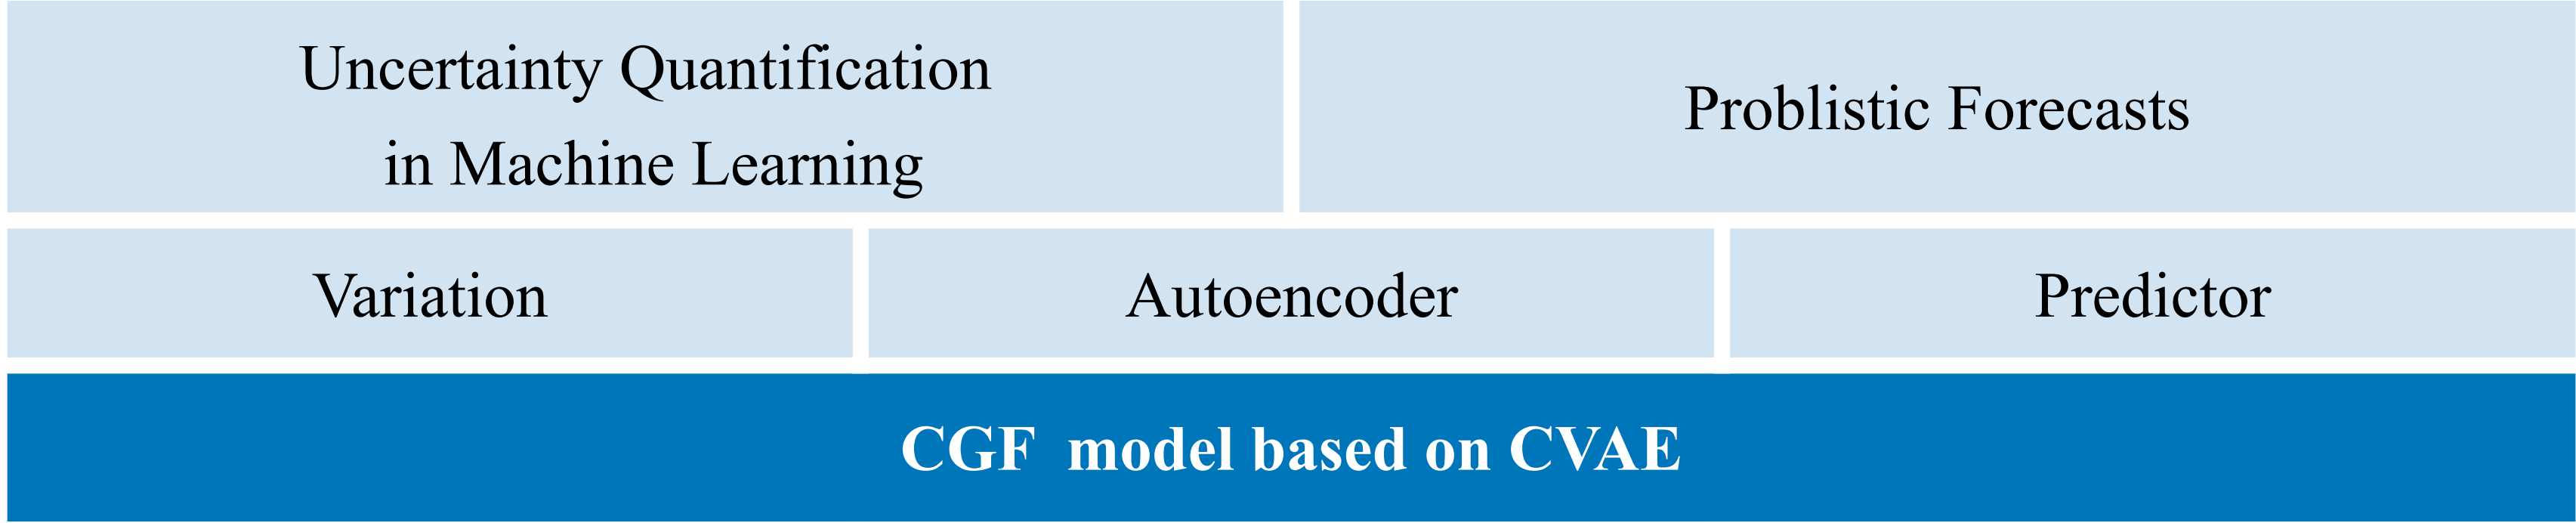 Uncertainty Quantification
in Machine Learning
Problistic Forecasts
Variation
Autoencoder
Predictor
CGF model based on CVAE